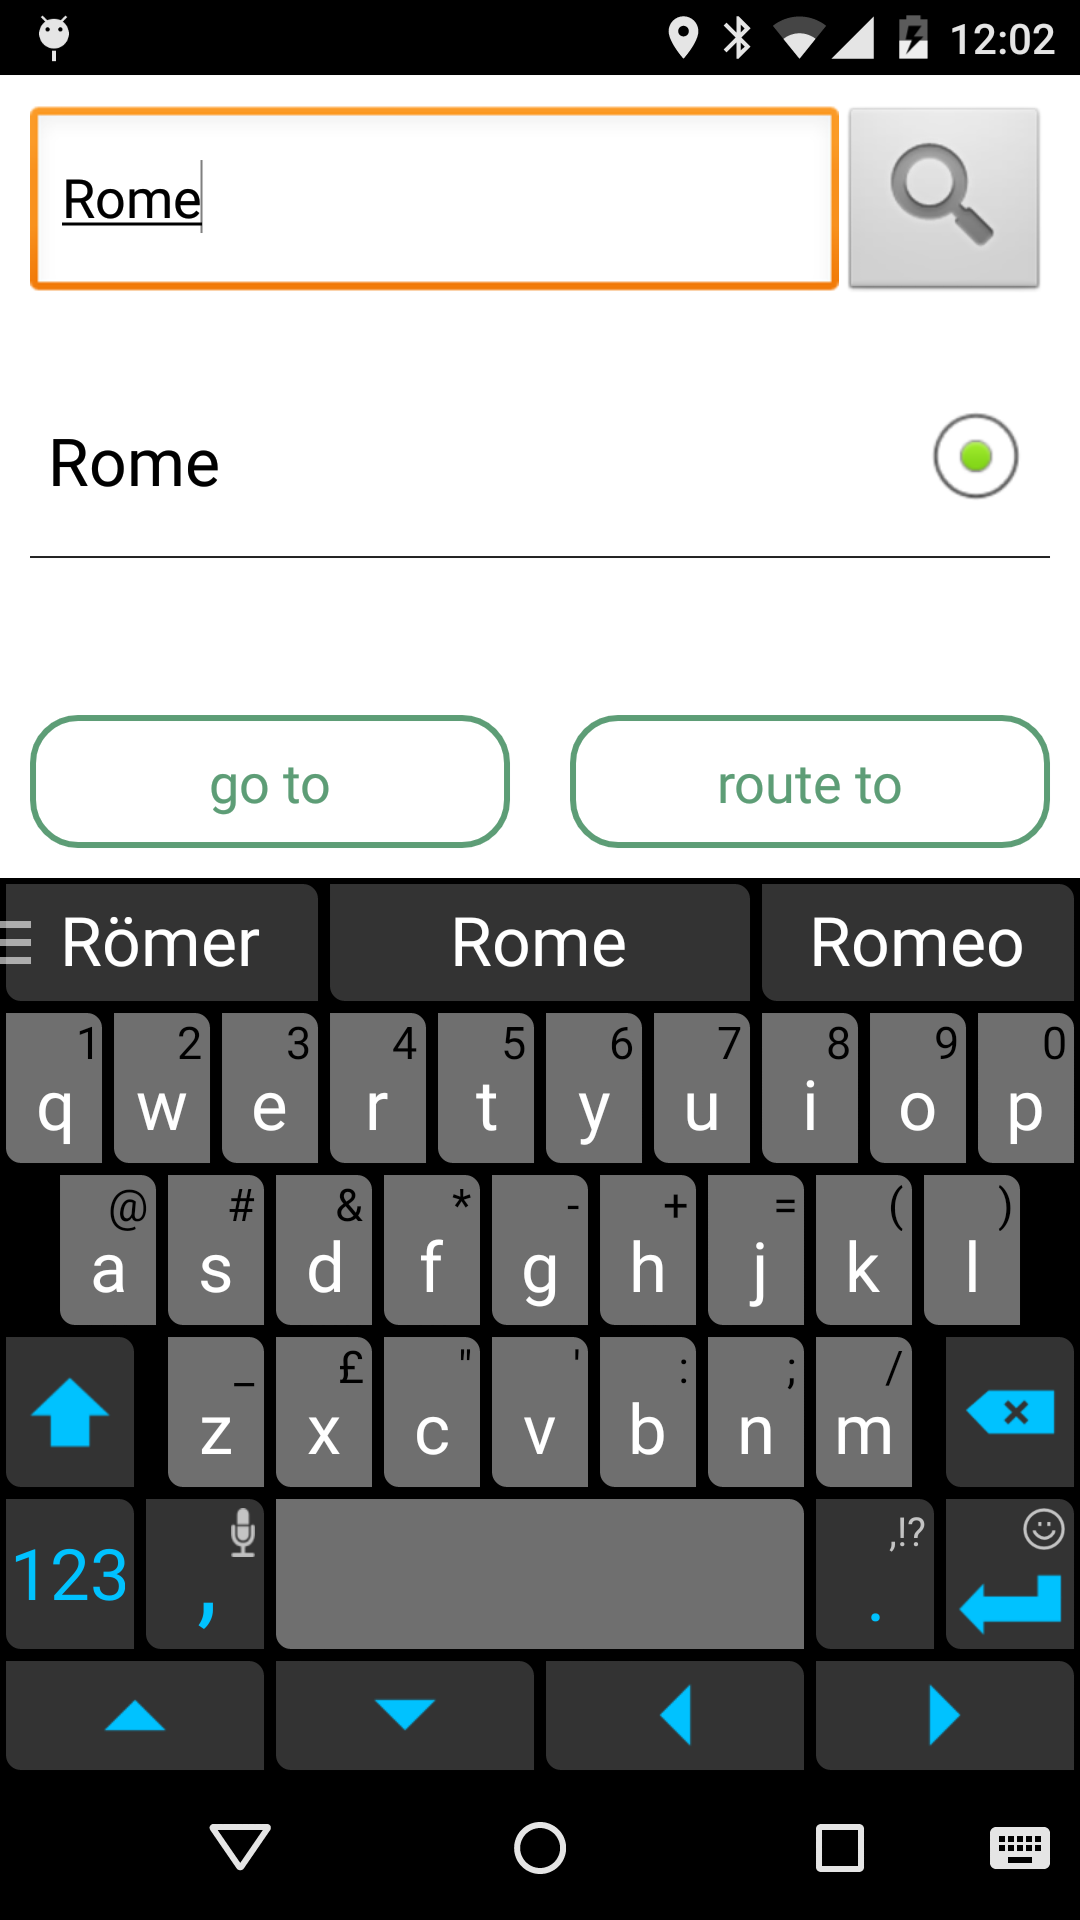 12:02
Rome
Rome
go to route to
Römer Rome Romeo
1 2 3 4 5 6 7 8 9 0
q w e r t y u i o p
@ # & * - + = ( )
a s d f g h j k l
_ £ " ' : ; /
z x c v b n m
,!?
123 , .